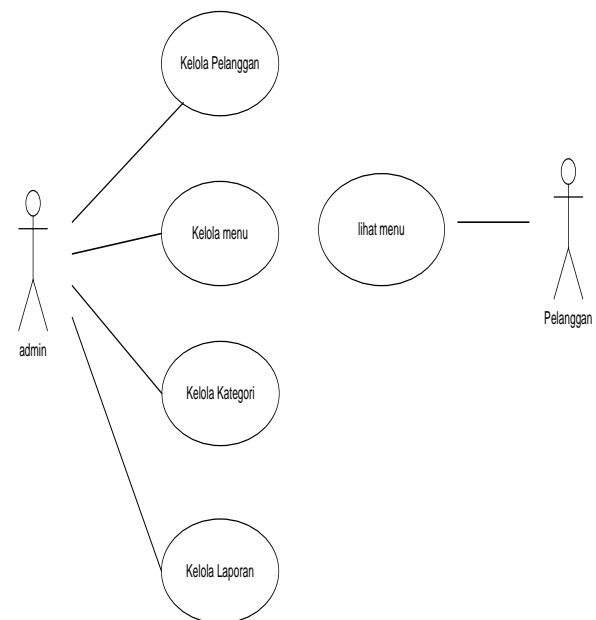 Kelola Pelanggan
Kelola menu
lihat menu
Pelanggan
admin
Kelola Kategori
Kelola Laporan